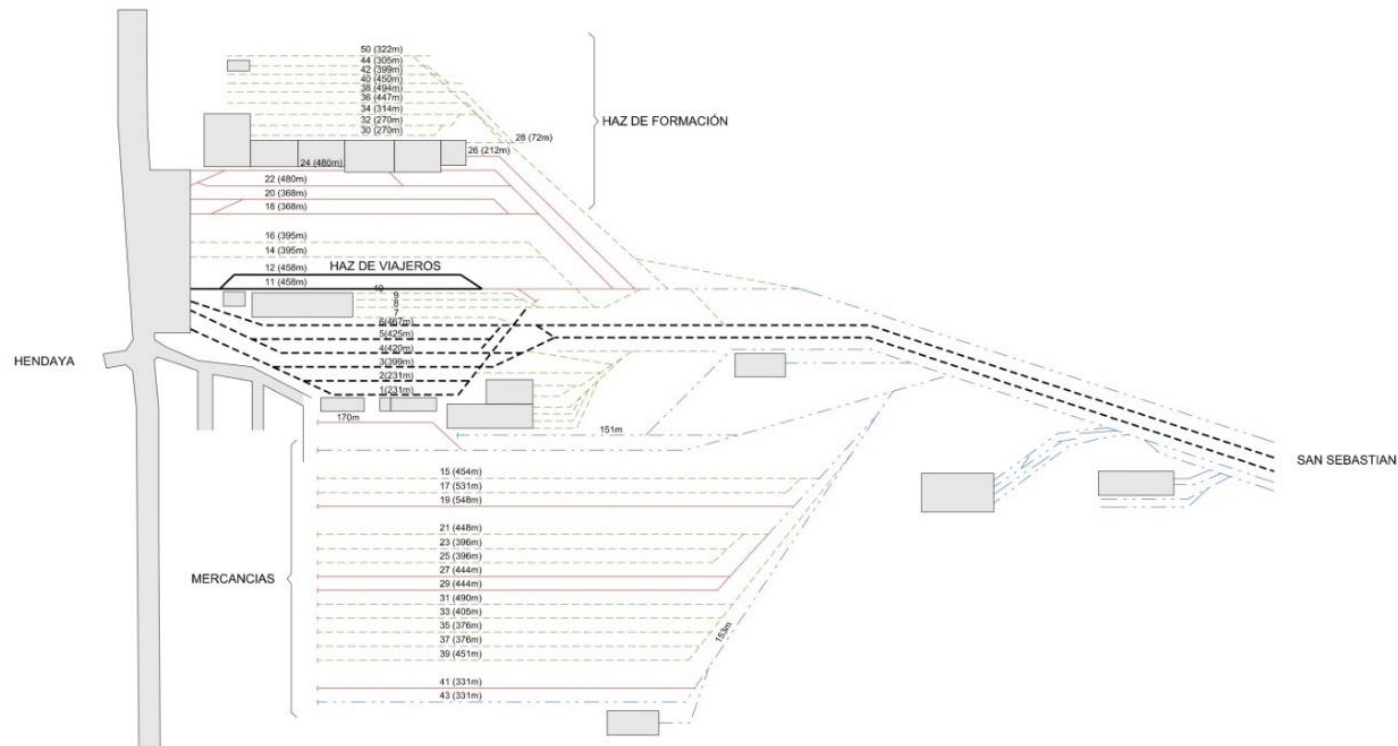 50 (322m)
44 (305m)
42 (399m)
40 (450m)
38 (494m)
36 (447m)
34 (314m)
32 (270m)
30 (270m)
HAZ DE FORMACIÓN
28 (72m)
26 (212m)
24 (480m)
22 (480m)
20 (368m)
18 (368m)
16 (395m)
14 (395m)
12 (458m)
HAZ DE VIAJEROS
11 (458m)
10
9
8
7
6(467m)
5(425m)
4(420m)
3(399m)
2(231m)
1(231m)
HENDAYA
170m
151m
SAN SEBASTIAN
15 (454m)
17 (531m)
19 (548m)
21 (448m)
23 (396m)
25 (396m)
27 (444m)
MERCANCIAS
29 (444m)
31 (490m)
33 (405m)
35 (376m)
37 (376m)
39 (451m)
153m
41 (331m)
43 (331m)